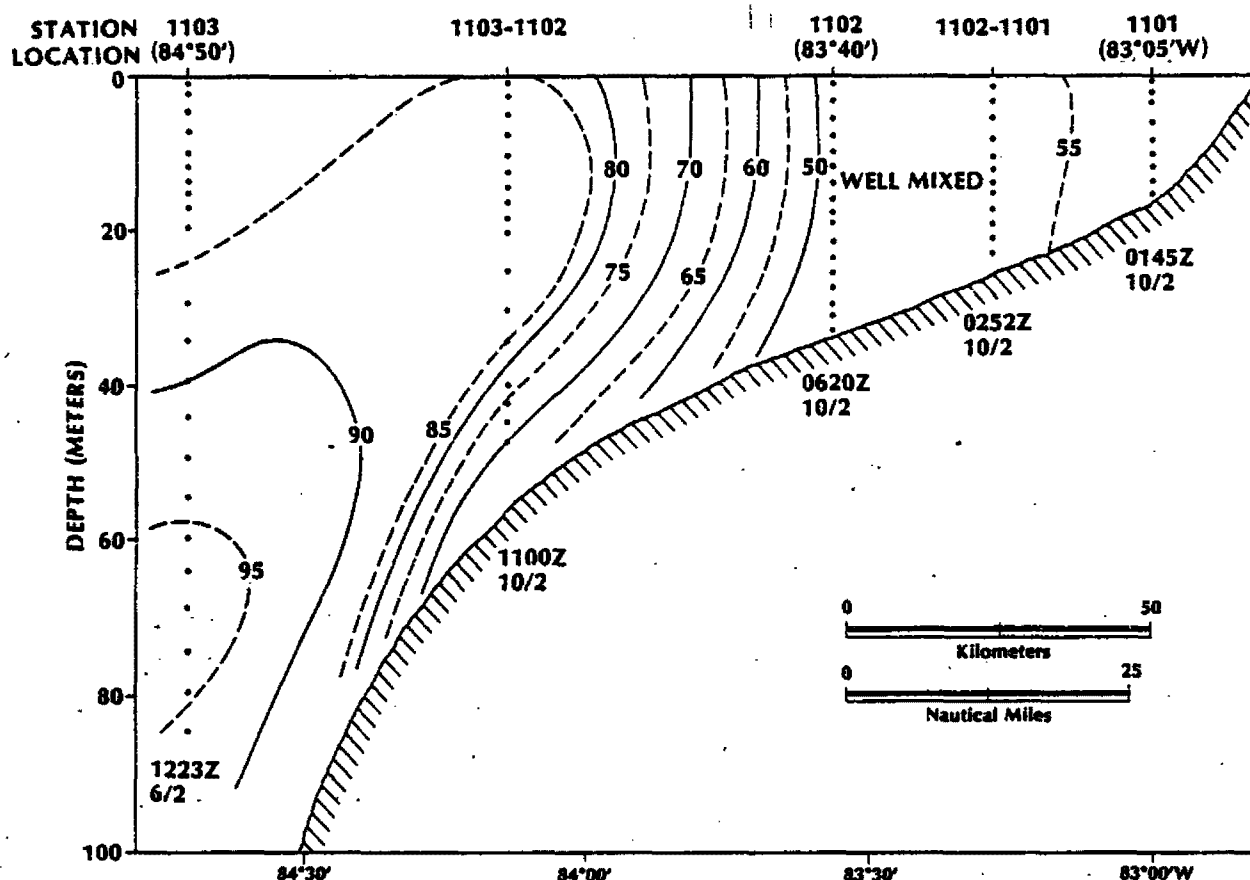 STATION 1103 1103-1102 1102 1102-1101 1101
LOCATION (84°50') (83°40') (83°05'W)
0
80 70 60 50 WELL MIXED 55
20
75 65
0145Z
10/2
0252Z
10/2
DEPTH (METERS)
40
0620Z
10/2
90 85
60
95
1100Z
10/2
0 50
Kilometers
0 25
Nautical Miles
80
1223Z
6/2
100
84°30' 84°00' 83°30' 83°00'W